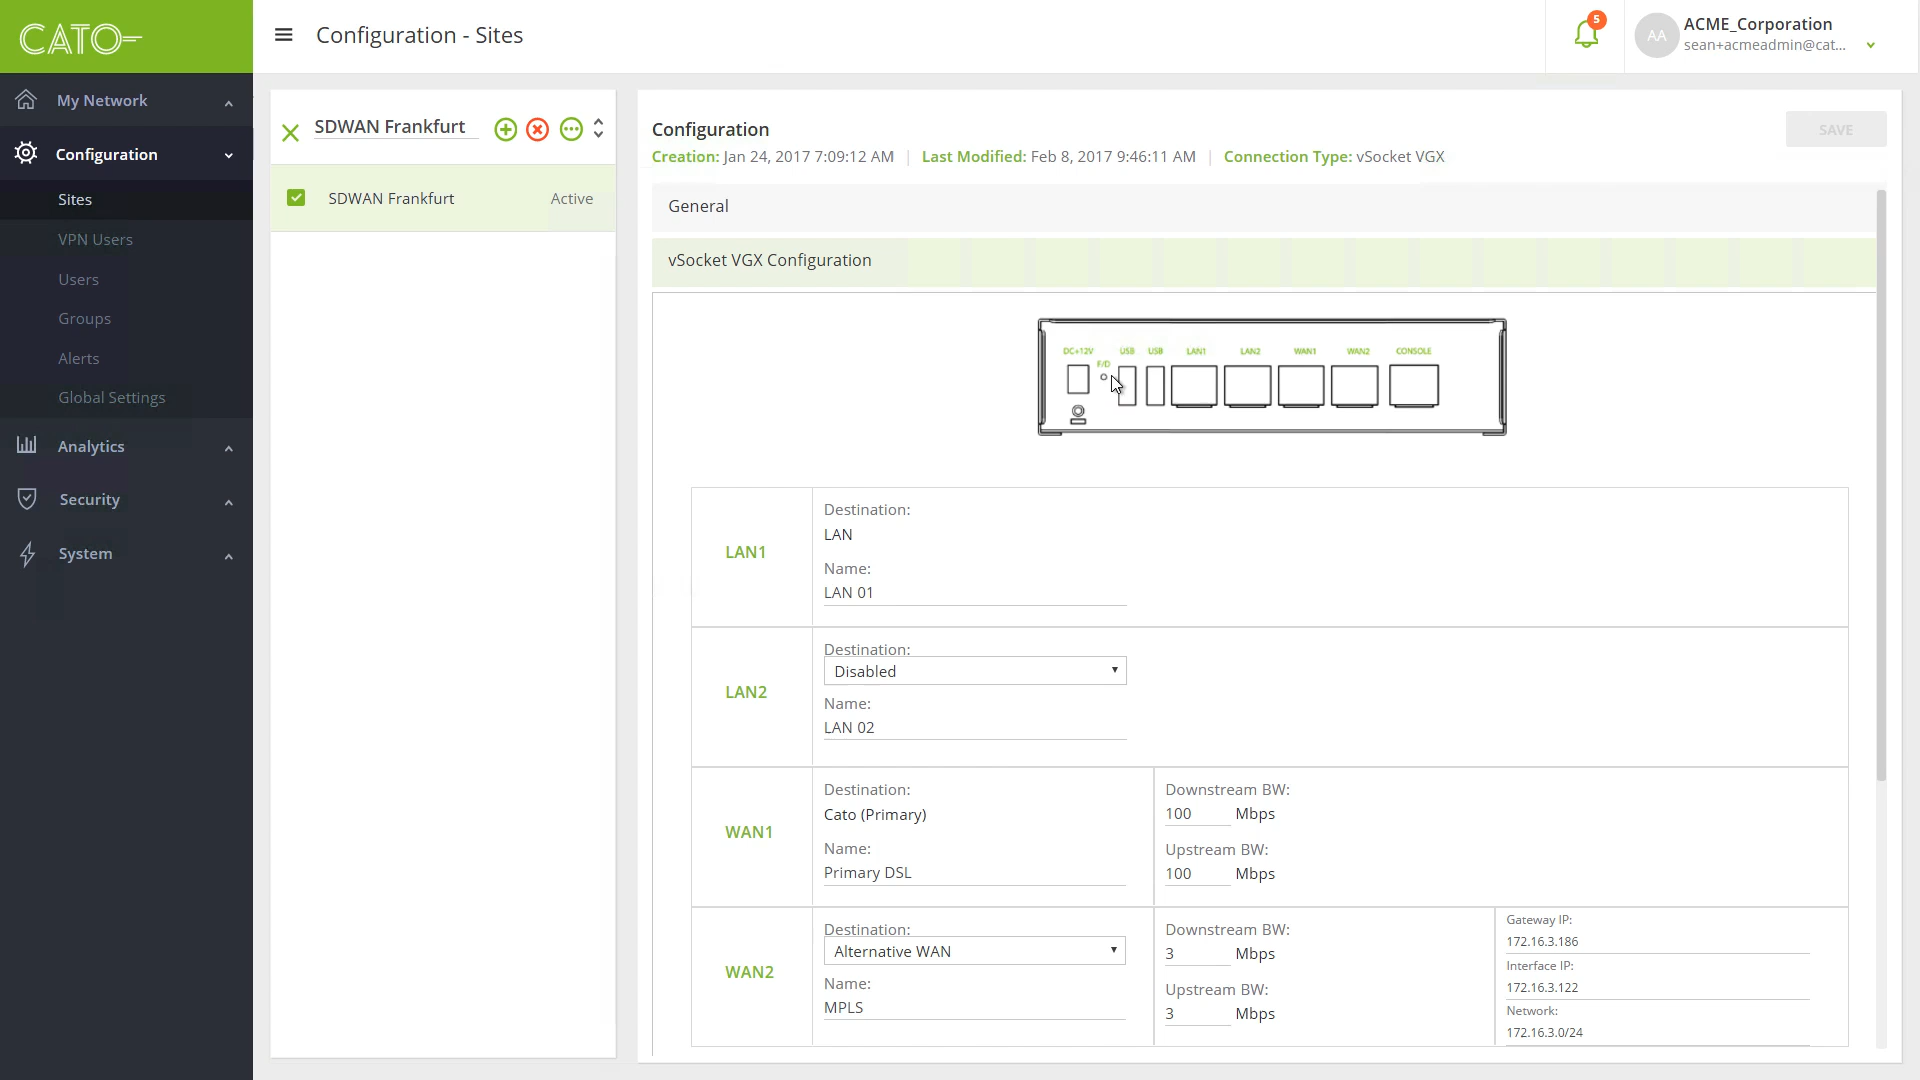 CATO
Configuration - Sites
5
AA
ACME_Corporation
sean+acmeadmin@cat...
My Network
Configuration
Sites
VPN Users
Users
Groups
Alerts
Global Settings
Analytics
Security
System
SDWAN Frankfurt
SDWAN Frankfurt Active
Configuration
SAVE
Creation: Jan 24, 2017 7:09:12 AM | Last Modified: Feb 8, 2017 9:46:11 AM | Connection Type: vSocket VGX
General
vSocket VGX Configuration
DC+12V F/D USB USB LAN1 LAN2 WAN1 WAN2 CONSOLE
LAN1
Destination:
LAN
Name:
LAN 01
LAN2
Destination:
Disabled
Name:
LAN 02
WAN1
Destination:
Cato (Primary)
Name:
Primary DSL
Downstream BW:
100 Mbps
Upstream BW:
100 Mbps
WAN2
Destination:
Alternative WAN
Name:
MPLS
Downstream BW:
3 Mbps
Upstream BW:
3 Mbps
Gateway IP:
172.16.3.186
Interface IP:
172.16.3.122
Network:
172.16.3.0/24